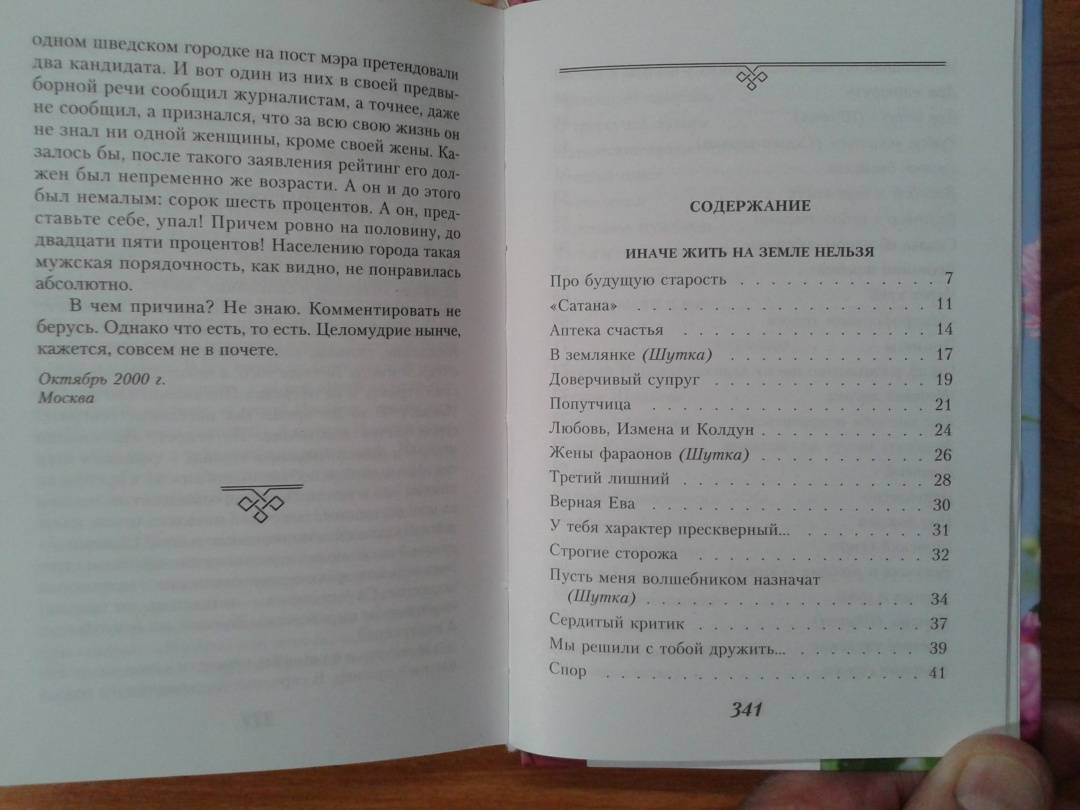 одном шведском городке на пост мэра претендовали
два кандидата. И вот один из них в своей предвы-
борной речи сообщил журналистам, а точнее, даже
не сообщил, а признался, что за всю свою жизнь он
не знал ни одной женщины, кроме своей жены. Ка-
залось бы, после такого заявления рейтинг его дол-
жен был непременно же возрасти. А он и до этого
был немалым: сорок шесть процентов. А он, пред-
ставьте себе, упал! Причем ровно на половину, до
двадцати пяти процентов! Населению города такая
мужская порядочность, как видно, не понравилась
абсолютно.
В чем причина? Не знаю. Комментировать не
берусь. Однако что есть, то есть. Целомудрие нынче,
кажется, совсем не в почете.
Октябрь 2000 г.
Москва
СОДЕРЖАНИЕ
ИНАЧЕ ЖИТЬ НА ЗЕМЛЕ НЕЛЬЗЯ
Про будущую старость . . . . . . . . . . . . . 7
«Сатана» . . . . . . . . . . . . . . . . . . . . 11
Аптека счастья . . . . . . . . . . . . . . . . . 14
В землянке (Шутка) . . . . . . . . . . . . . . 17
Доверчивый супруг . . . . . . . . . . . . . . . 19
Попутчица . . . . . . . . . . . . . . . . . . . 21
Любовь, Измена и Колдун . . . . . . . . . . . . 24
Жены фараонов (Шутка) . . . . . . . . . . . . 26
Третий лишний . . . . . . . . . . . . . . . . . 28
Верная Ева . . . . . . . . . . . . . . . . . . . 30
У тебя характер прескверный... . . . . . . . . . 31
Строгие сторожа . . . . . . . . . . . . . . . . 32
Пусть меня волшебником назначат
(Шутка) . . . . . . . . . . . . . . . . . . . 34
Сердитый критик . . . . . . . . . . . . . . . . 37
Мы решили с тобой дружить... . . . . . . . . . 39
Спор . . . . . . . . . . . . . . . . . . . . . . 41
341